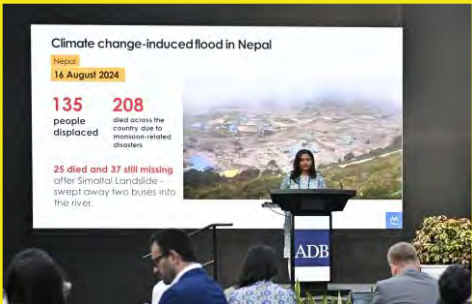 Climate change-induced flood in Nepal
Nepal
16 August 2024
135
people
displaced
208
died across the
country due to
monsoon-related
disasters
25 died and 37 still missing
after Simaltal Landslide -
swept away two buses into
the river.
M
ADB